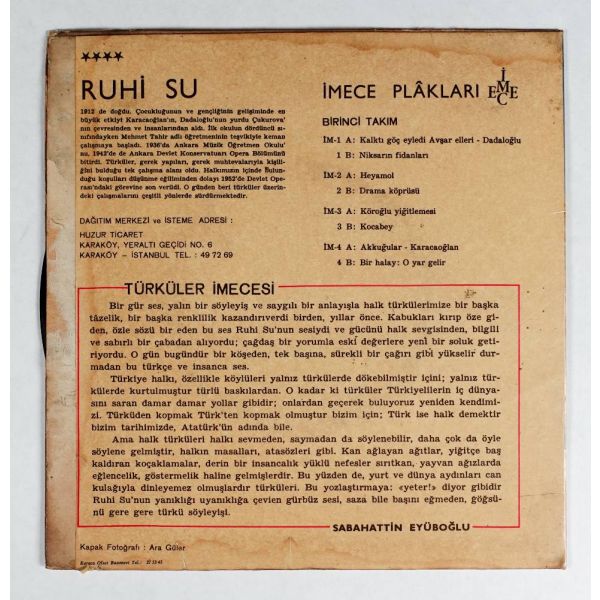 ★★★★
RUHİ SU
1912 de doğdu. Çocukluğunun ve gençliğinin gelişiminde en
büyük etkiyi Karacaoğlan'ın, Dadaloğlu'nun yurdu Çukurova'
nın çevresinden ve insanlarından aldı. İlk okulun dördüncü sı-
nıfındayken Mehmet Tahir adlı öğretmeninin teşvikiyle keman
çalışmaya başladı. 1936'da Ankara Müzik Öğretmen Okulu'
nu, 1942'de de Ankara Devlet Konservatuarı Opera Bölümünü
bitirdi. Türküler, gerek yapıları, gerek muhtevalarıyla kişili-
ğini bulduğu tek çalışma alanı oldu. Halkımızın içinde bulun-
duğu koşulları düşünme eğiliminden dolayı 1952'de Devlet Ope-
rası'ndaki görevine son verildi. O günden beri türküler üzerin-
deki çalışmalarını çeşitli yönlerde sürdürmektedir.
DAĞITIM MERKEZİ ve İSTEME ADRESİ :
HUZUR TİCARET
KARAKÖY, YERALTI GEÇİDİ NO. 6
KARAKÖY – İSTANBUL TEL. : 49 72 69
İMECE PLÂKLARI
İMECE
BİRİNCİ TAKIM
İM-1 A: Kalktı göç eyledi Avşar elleri - Dadaloğlu
1 B: Niksarın fidanları
İM-2 A: Heyamol
2 B: Drama köprüsü
İM-3 A: Köroğlu yiğitlemesi
3 B: Kocabey
İM-4 A: Akkuğular - Karacaoğlan
4 B: Bir halay: O yar gelir
TÜRKÜLER İMECESİ
Bir gür ses, yalın bir söyleyiş ve saygılı bir anlayışla halk türkülerimize bir başka
tâzelik, bir başka renklilik kazandırıverdi birden, yıllar önce. Kabukları kırıp öze gi-
den, özle sözü bir eden bu ses Ruhi Su'nun sesiydi ve gücünü halk sevgisinden, bilgili
ve sabırlı bir çabadan alıyordu; çağdaş bir yorumla eski değerlere yeni bir soluk geti-
riyordu. O gün bugündür bir köşeden, tek başına, sürekli bir çağırı gibi yükselir dur-
madan bu türkçe ve insanca ses.
Türkiye halkı, özellikle köylüleri yalnız türkülerde dökebilmiştir içini; yalnız tür-
külerde kurtulmuştur türlü baskılardan. O kadar ki türküler Türkiyelilerin iç dünya-
sını saran damar damar yollar gibidir; onlardan geçerek buluyoruz yeniden kendimi-
zi. Türküden kopmak Türk'ten kopmak olmuştur bizim için; Türk ise halk demektir
bizim tarihimizde, Atatürk'ün adında bile.
Ama halk türküleri halkı sevmeden, saymadan da söylenebilir, daha çok da öyle
söylene gelmiştir, halkın masalları, atasözleri gibi. Kan ağlayan ağıtlar, yiğitçe baş
kaldıran koçaklamalar, derin bir insancalık yüklü nefesler sırıtkan, yayvan ağızlarda
eğlencelik, göstermelik haline gelmişlerdir. Bu yüzden de, yurt ve dünya aydınları can
kulağıyla dinleyemez olmuşlardır türküleri. Bu yozlaştırmaya: «yeter!» diyor gibidir
Ruhi Su'nun yanıklığı uyanıklığa çevien gürbüz sesi, saza bile başını eğmeden, göğsü-
nü gere gere türkü söyleyişi.
SABAHATTİN EYÜBOĞLU
Kapak Fotoğrafı : Ara Güler